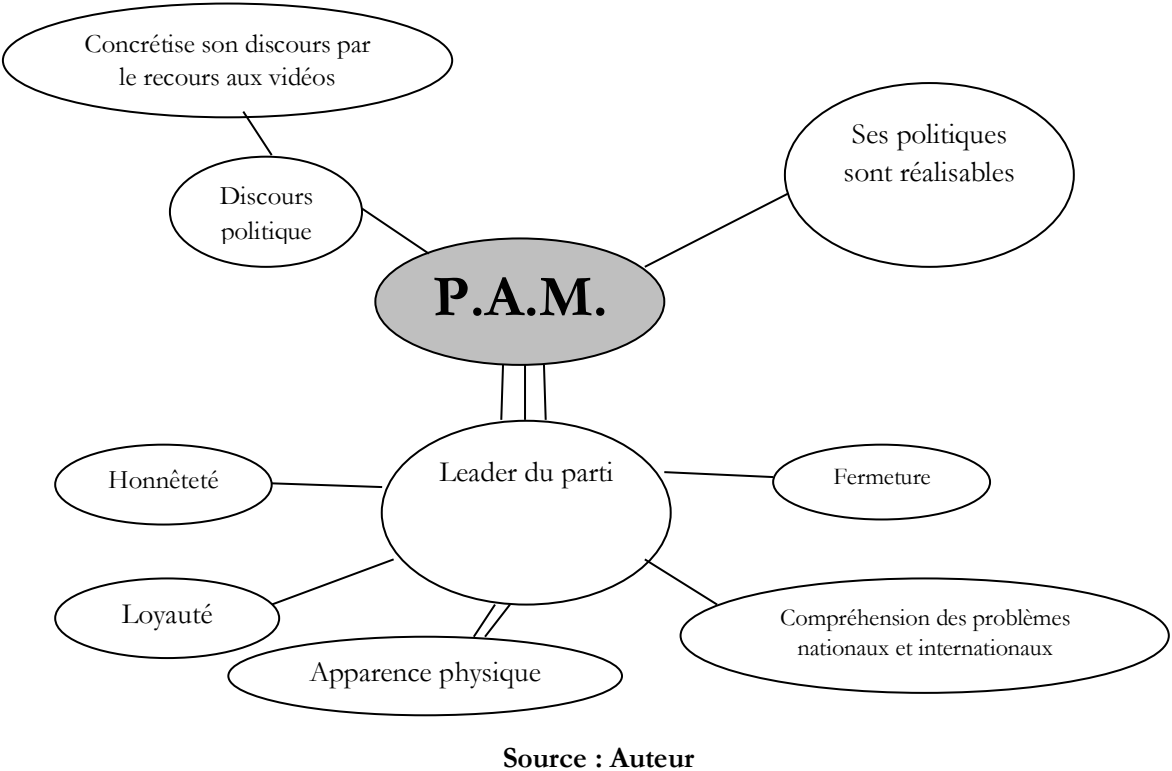 Concrétise son discours par
le recours aux vidéos
Ses politiques
sont réalisables
Discours
politique
P.A.M.
Leader du parti
Honnêteté
Fermeture
Loyauté
Compréhension des problèmes
nationaux et internationaux
Apparence physique
Source : Auteur